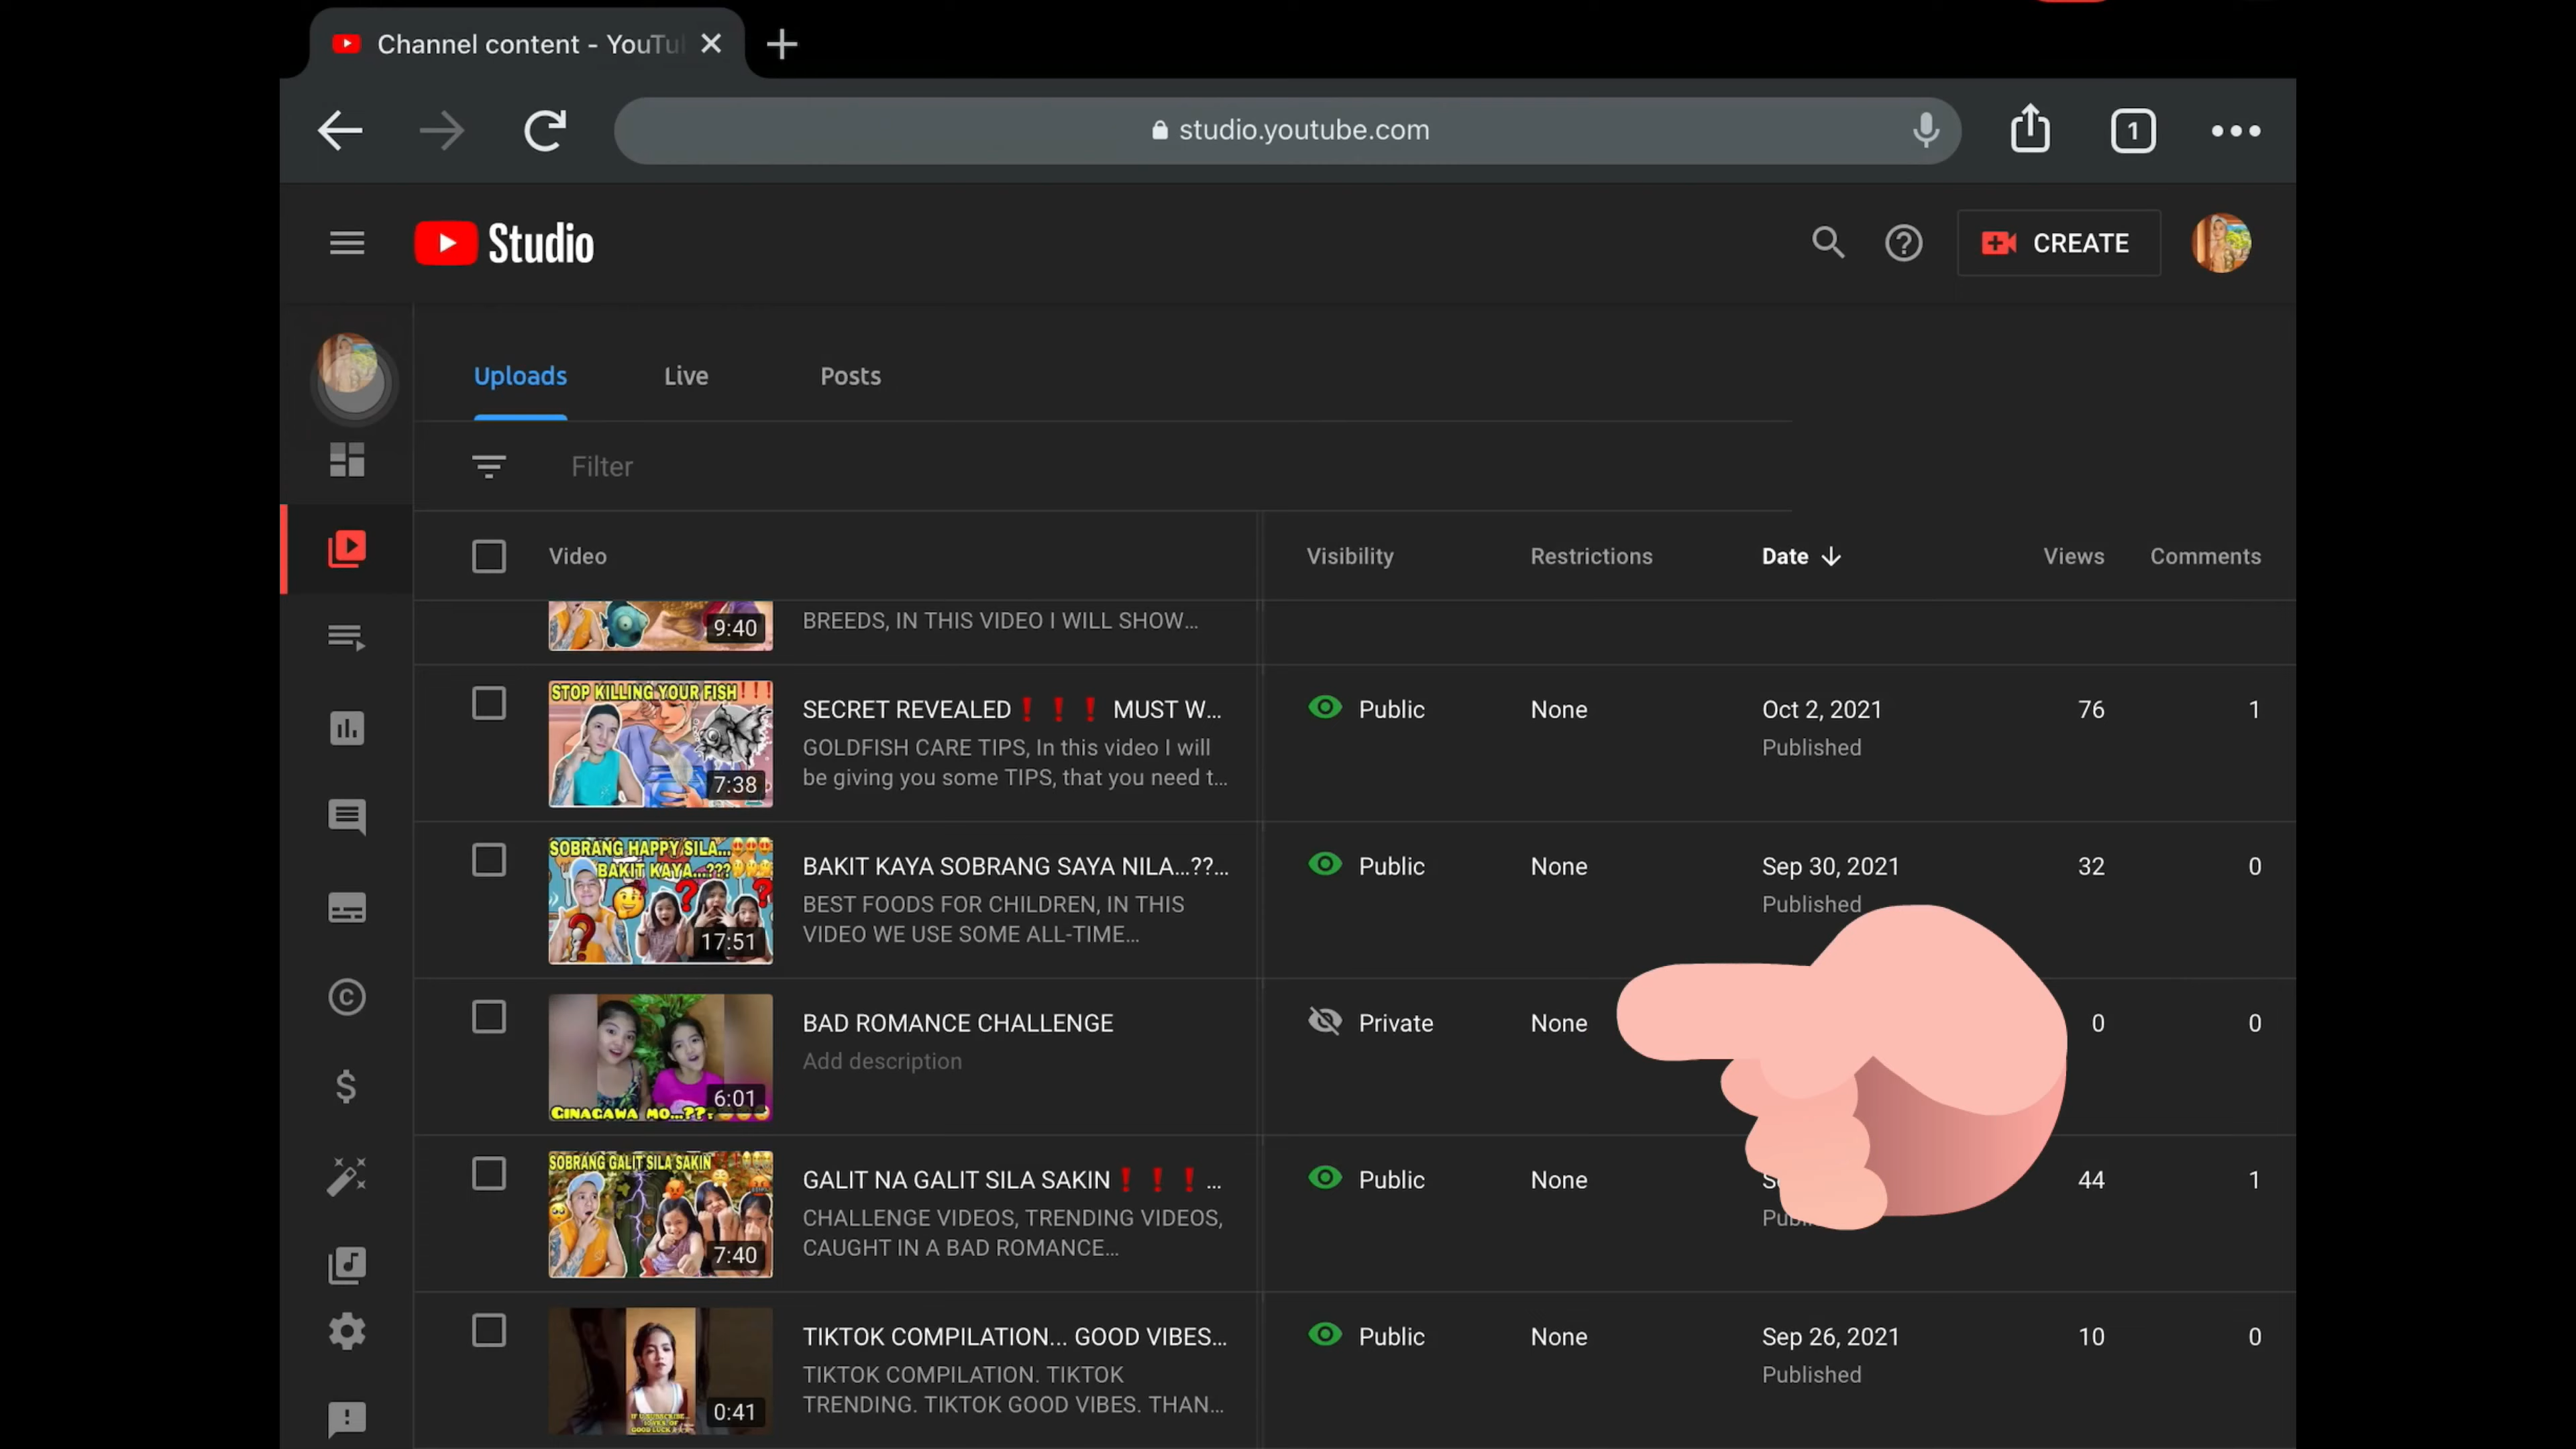 Channel content - YouTu
studio.youtube.com
1
Studio
CREATE
Uploads Live Posts
Filter
Video Visibility Restrictions Date Views Comments
9:40
BREEDS, IN THIS VIDEO I WILL SHOW...
STOP KILLING YOUR FISH❗❗❗
7:38
SECRET REVEALED❗❗❗ MUST W...
GOLDFISH CARE TIPS, In this video I will
be giving you some TIPS, that you need t...
Public None Oct 2, 2021 76 1
Published
SOBRANG HAPPY SILA...
BAKIT KAYA...???
17:51
BAKIT KAYA SOBRANG SAYA NILA...??...
BEST FOODS FOR CHILDREN, IN THIS
VIDEO WE USE SOME ALL-TIME...
Public None Sep 30, 2021 32 0
Published
GINAGAWA MO...??
6:01
BAD ROMANCE CHALLENGE
Add description
Private None 0 0
SOBRANG GALIT SILA SAKIN
7:40
GALIT NA GALIT SILA SAKIN❗❗❗ ...
CHALLENGE VIDEOS, TRENDING VIDEOS,
CAUGHT IN A BAD ROMANCE...
Public None 44 1
0:41
TIKTOK COMPILATION... GOOD VIBES...
TIKTOK COMPILATION. TIKTOK
TRENDING. TIKTOK GOOD VIBES. THAN...
Public None Sep 26, 2021 10 0
Published